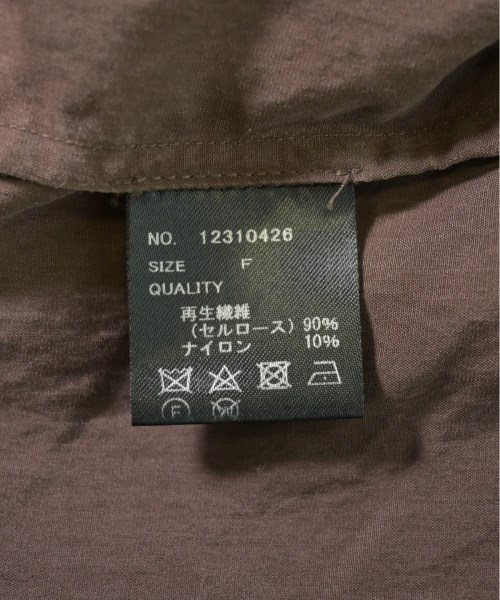 NO. 12310426
SIZE F
QUALITY
再生繊維
（セルロース）90%
ナイロン 10%
F